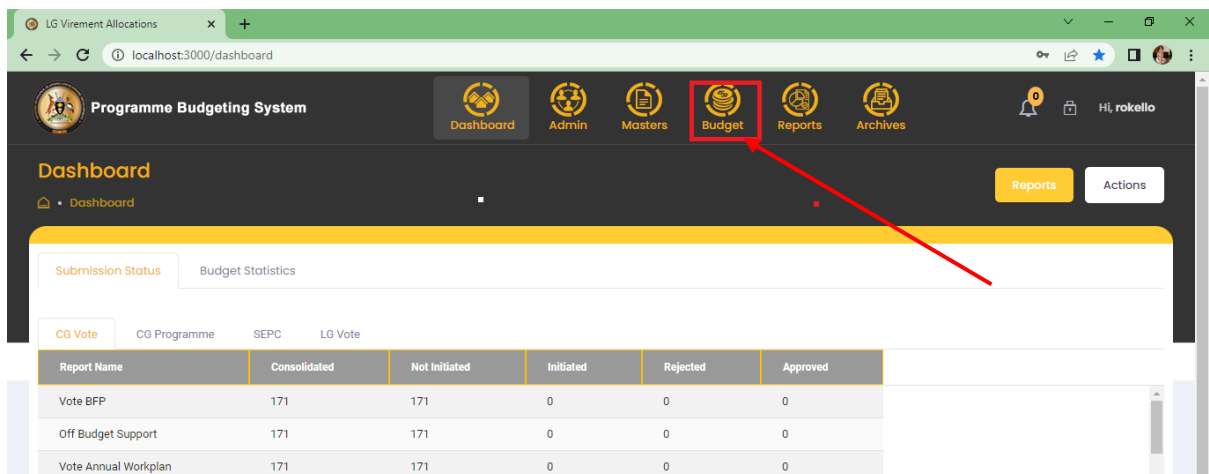 LG Virement Allocations
localhost:3000/dashboard
Programme Budgeting System
Dashboard Admin Masters Budget Reports Archives
0
Hi, rokello
Dashboard
Dashboard
Reports Actions
Submission Status Budget Statistics
CG Vote CG Programme SEPC LG Vote
Report Name Consolidated Not Initiated Initiated Rejected Approved
Vote BFP 171 171 0 0 0
Off Budget Support 171 171 0 0 0
Vote Annual Workplan 171 171 0 0 0